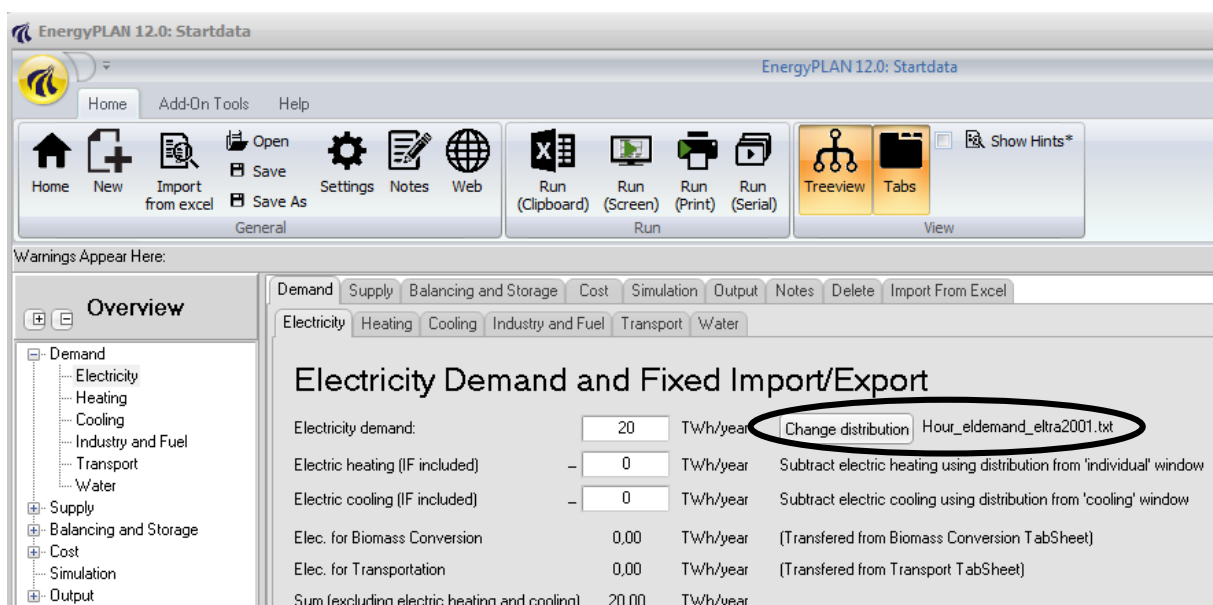 EnergyPLAN 12.0: Startdata
EnergyPLAN 12.0: Startdata
Home Add-On Tools Help
Home
New
Import
from excel
Open
Save
Save As
Settings
Notes
Web
General
Run
(Clipboard)
Run
(Screen)
Run
(Print)
Run
(Serial)
Run
Treeview
Tabs
Show Hints*
View
Warnings Appear Here:
Overview
Demand
Electricity
Heating
Cooling
Industry and Fuel
Transport
Water
Supply
Balancing and Storage
Cost
Simulation
Output
Demand Supply Balancing and Storage Cost Simulation Output Notes Delete Import From Excel
Electricity Heating Cooling Industry and Fuel Transport Water
Electricity Demand and Fixed Import/Export
Electricity demand: 20 TWh/year Change distribution Hour_eldemand_eltra2001.txt
Electric heating (IF included) – 0 TWh/year Subtract electric heating using distribution from 'individual' window
Electric cooling (IF included) – 0 TWh/year Subtract electric cooling using distribution from 'cooling' window
Elec. for Biomass Conversion 0,00 TWh/year (Transfered from Biomass Conversion TabSheet)
Elec. for Transportation 0,00 TWh/year (Transfered from Transport TabSheet)
Sum (excluding electric heating and cooling) 20,00 TWh/year